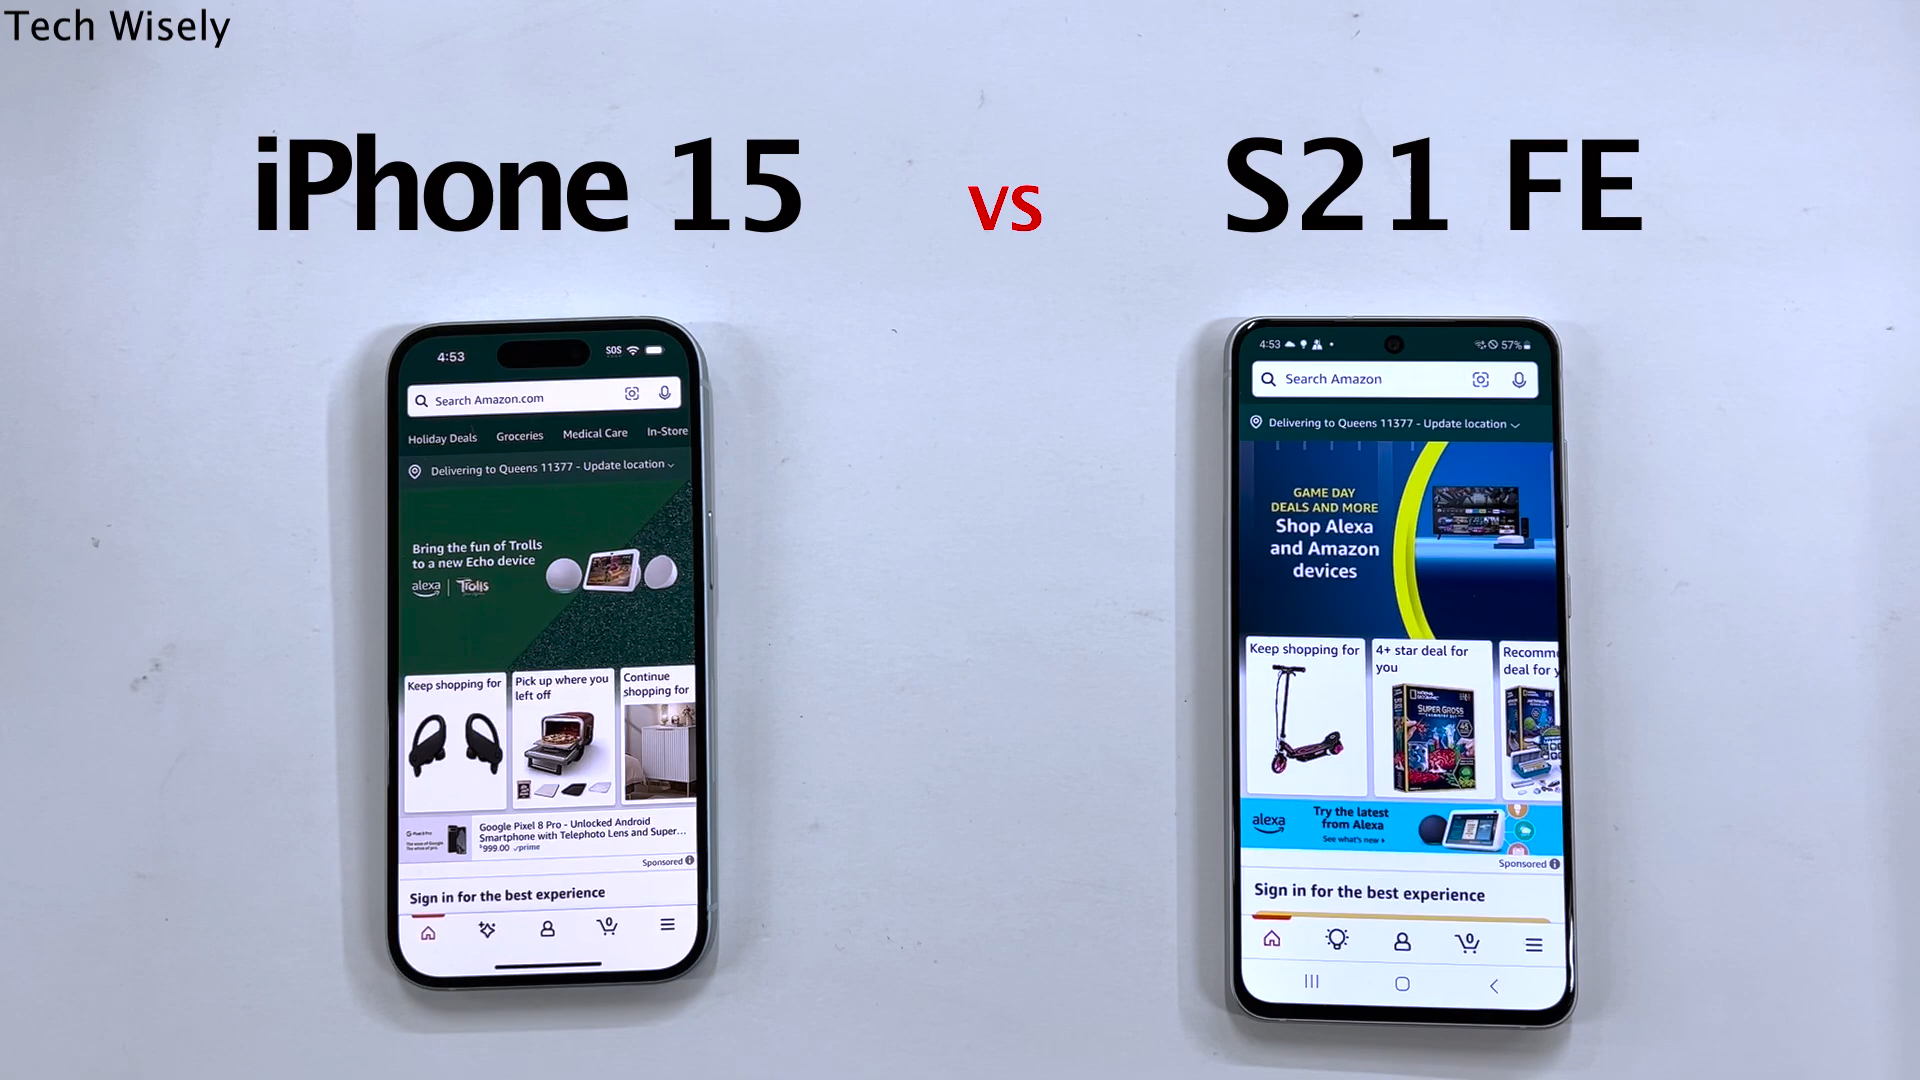 Tech Wisely
iPhone 15 vs S21 FE
4:53
SOS
Search Amazon.com
Holiday Deals Groceries Medical Care In-Store
Delivering to Queens 11377 - Update location
Bring the fun of Trolls
to a new Echo device
alexa | Trolls
Keep shopping for
Pick up where you
left off
Continue
shopping for
Google Pixel 8 Pro - Unlocked Android
Smartphone with Telephoto Lens and Super...
$999.00 prime
Sponsored
Sign in for the best experience
0
4:53
57%
Search Amazon
Delivering to Queens 11377 - Update location
GAME DAY
DEALS AND MORE
Shop Alexa
and Amazon
devices
Keep shopping for
4+ star deal for
you
NATIONAL GEOGRAPHIC
SUPER GROSS
CHEMISTRY SET
Recomm
deal for y
alexa
Try the latest
from Alexa
See what's new
Sponsored
Sign in for the best experience
0